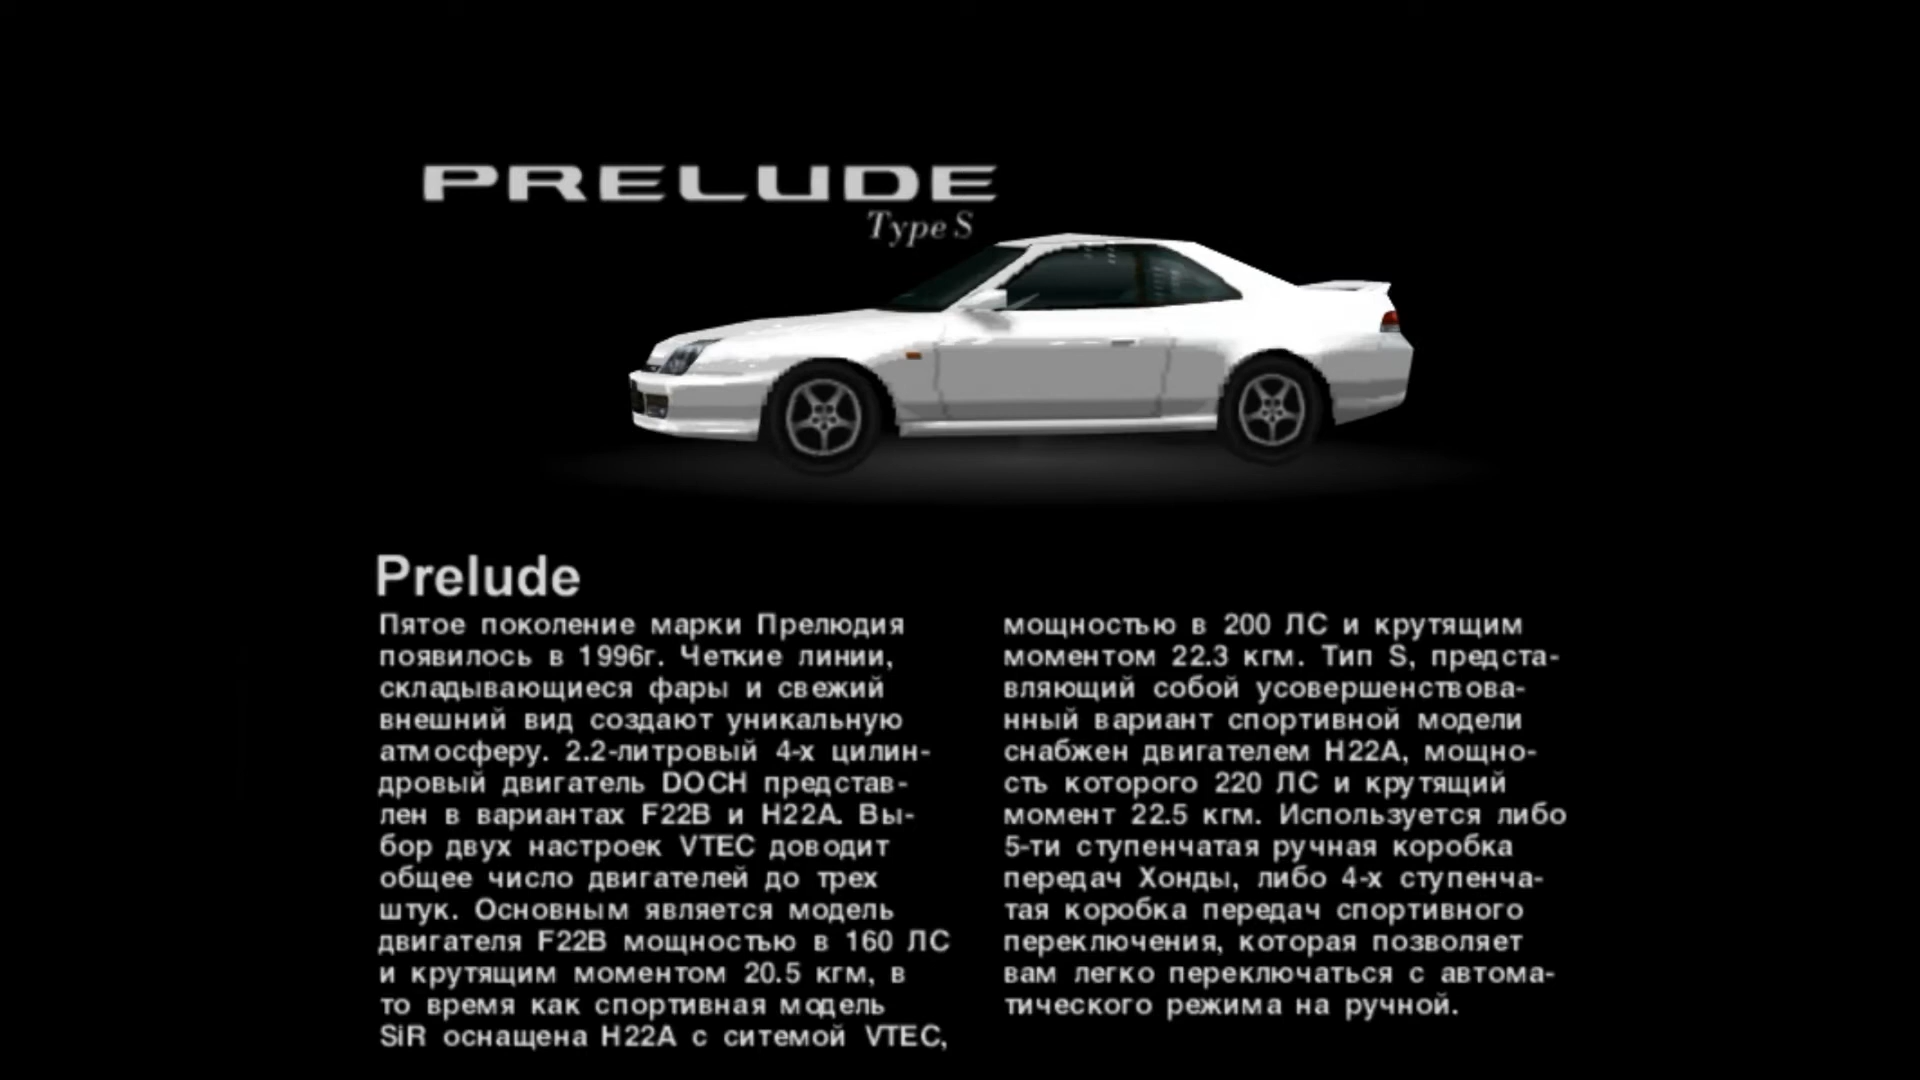 PRELUDE
Type S
Prelude
Пятое поколение марки Прелюдия
появилось в 1996г. Четкие линии,
складывающиеся фары и свежий
внешний вид создают уникальную
атмосферу. 2.2-литровый 4-х цилин-
дровый двигатель DOCH представ-
лен в вариантах F22B и H22A. Вы-
бор двух настроек VTEC доводит
общее число двигателей до трех
штук. Основным является модель
двигателя F22B мощностью в 160 ЛС
и крутящим моментом 20.5 кгм, в
то время как спортивная модель
SiR оснащена H22A с ситемой VTEC,
мощностью в 200 ЛС и крутящим
моментом 22.3 кгм. Тип S, предста-
вляющий собой усовершенствова-
нный вариант спортивной модели
снабжен двигателем H22A, мощно-
сть которого 220 ЛС и крутящий
момент 22.5 кгм. Используется либо
5-ти ступенчатая ручная коробка
передач Хонды, либо 4-х ступенча-
тая коробка передач спортивного
переключения, которая позволяет
вам легко переключаться с автома-
тического режима на ручной.